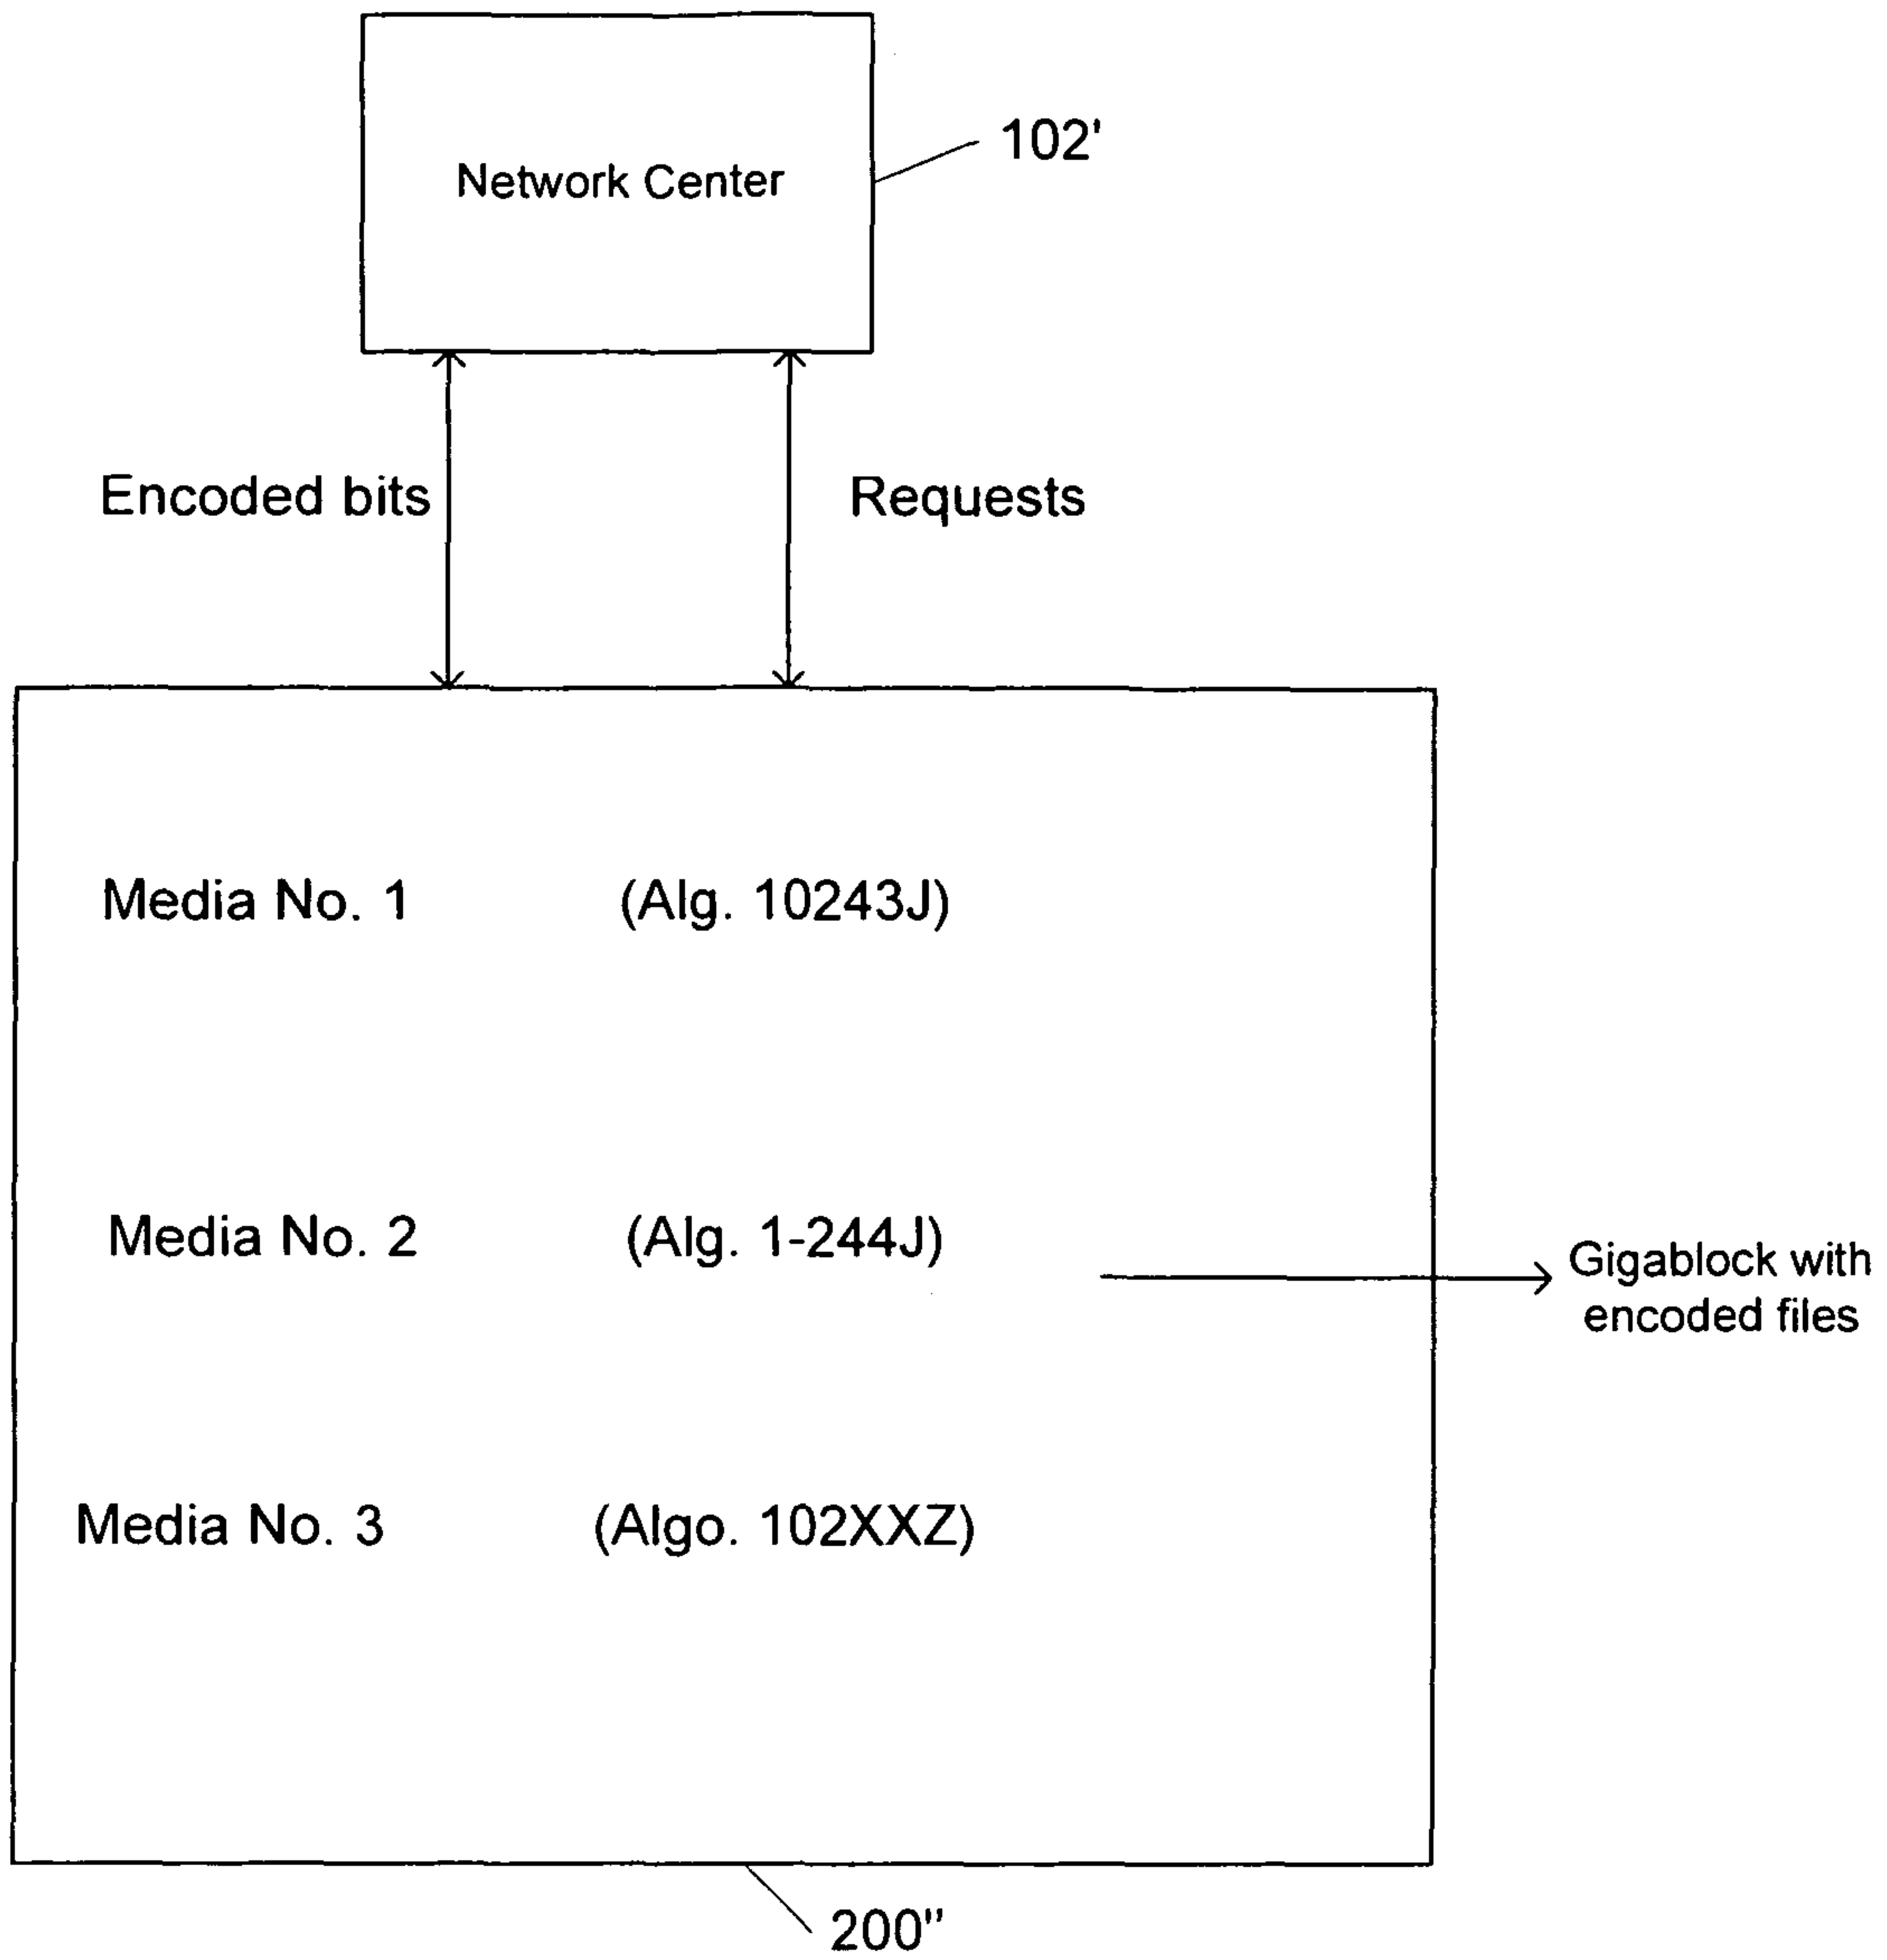 Network Center
102'
Encoded bits
Requests
Media No. 1 (Alg. 10243J)
Media No. 2 (Alg. 1-244J)
Gigablock with
encoded files
Media No. 3 (Algo. 102XXZ)
200"